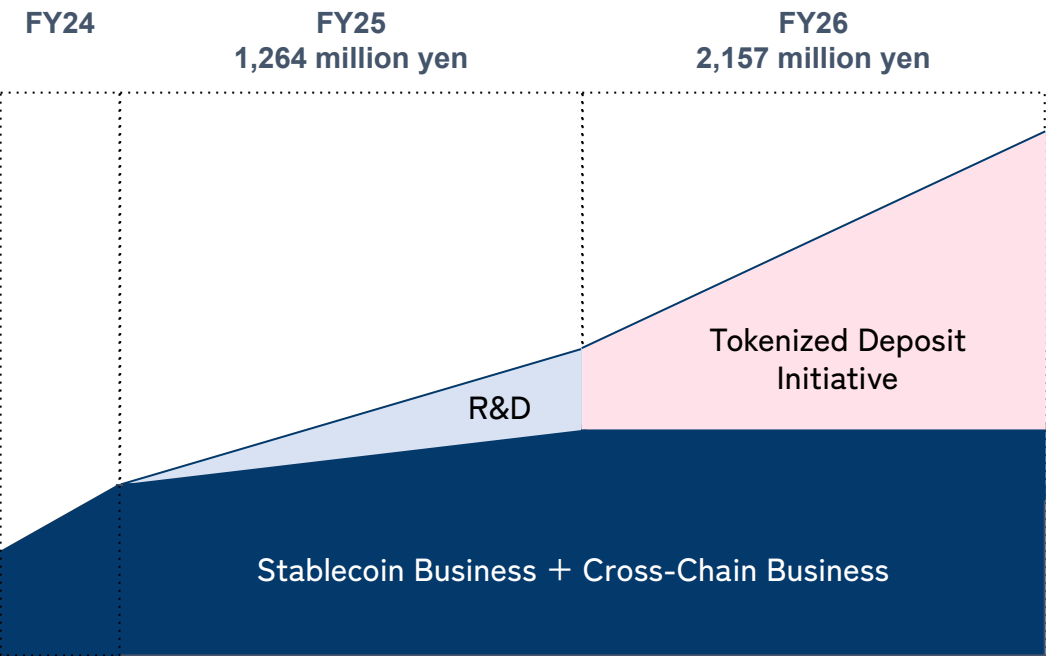 FY24
FY25
1,264 million yen
FY26
2,157 million yen
Tokenized Deposit
Initiative
R&D
Stablecoin Business + Cross-Chain Business